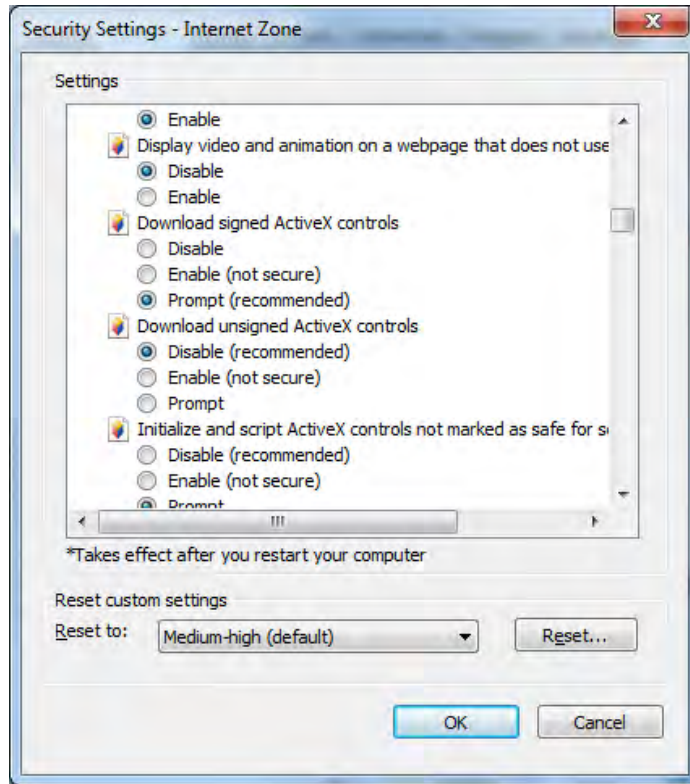 Security Settings - Internet Zone
Settings
Enable
Display video and animation on a webpage that does not use
Disable
Enable
Download signed ActiveX controls
Disable
Enable (not secure)
Prompt (recommended)
Download unsigned ActiveX controls
Disable (recommended)
Enable (not secure)
Prompt
Initialize and script ActiveX controls not marked as safe for s
Disable (recommended)
Enable (not secure)
Prompt
*Takes effect after you restart your computer
Reset custom settings
Reset to: Medium-high (default) Reset...
OK Cancel